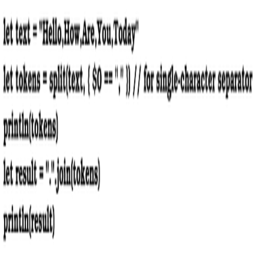 let text = "Hello,How,Are,You,Today"
let tokens = split(text, { $0 == "," }) // for single-character separator
println(tokens)
let result = ".".join(tokens)
println(result)